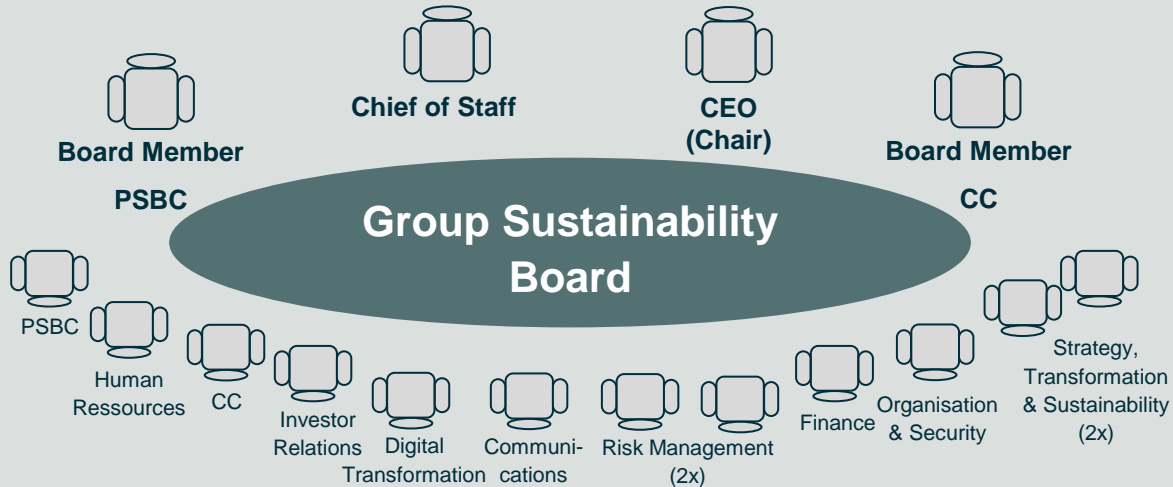 Chief of Staff
CEO
(Chair)
Board Member
PSBC
Board Member
CC
Group Sustainability
Board
PSBC
Human
Ressources
CC
Investor
Relations
Digital
Transformation
Communi-
cations
Risk Management
(2x)
Finance
Organisation
& Security
Strategy,
Transformation
& Sustainability
(2x)